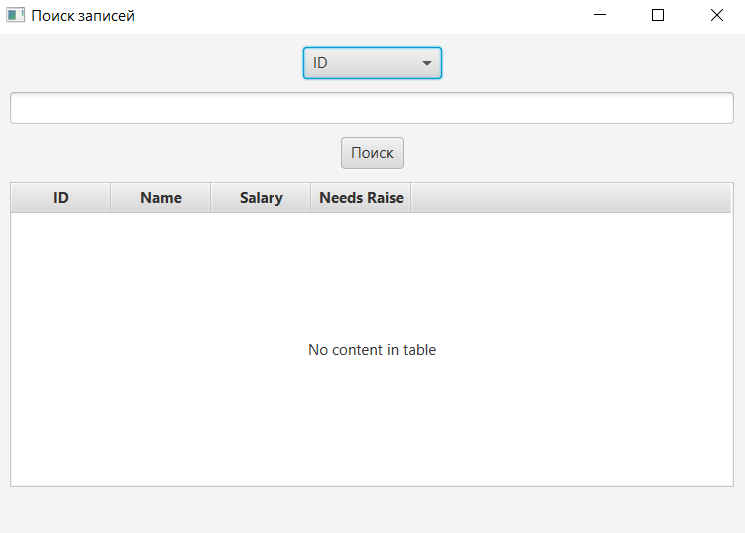 Поиск записей
ID
Поиск
ID Name Salary Needs Raise
No content in table